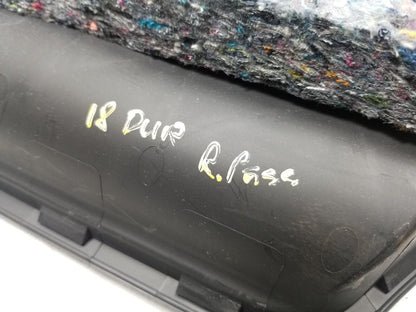 18 DUR
R. Pass.